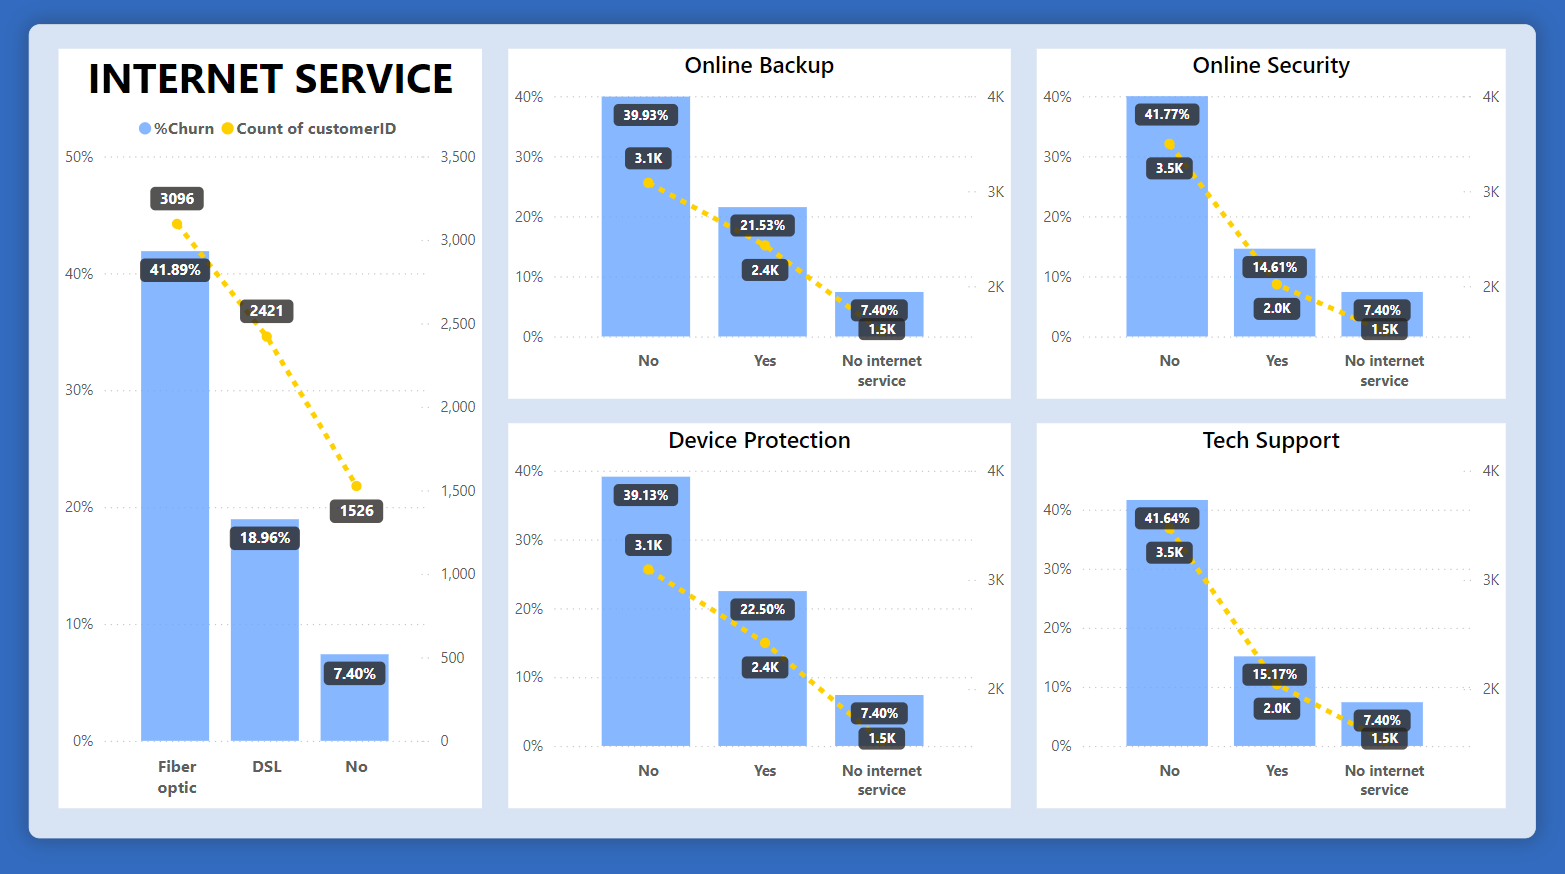 INTERNET SERVICE
%Churn Count of customerID
50% 3,500
3096
3,000
40% 41.89%
2421
2,500
30%
2,000
1,500
1526
20%
18.96%
1,000
10%
500
7.40%
0% 0
Fiber optic DSL No
Online Backup
40% 4K
39.93%
3.1K
30%
3K
20%
21.53%
2.4K
10% 2K
7.40%
1.5K
0%
No Yes No internet
service
Online Security
40% 4K
41.77%
3.5K
30%
3K
20%
14.61%
10% 2K
2.0K
7.40%
1.5K
0%
No Yes No internet
service
Device Protection
40% 4K
39.13%
3.1K
30%
3K
20%
22.50%
2.4K
10% 2K
7.40%
1.5K
0%
No Yes No internet
service
Tech Support
4K
40%
41.64%
3.5K
30%
3K
20%
15.17%
10% 2K
2.0K
7.40%
1.5K
0%
No Yes No internet
service